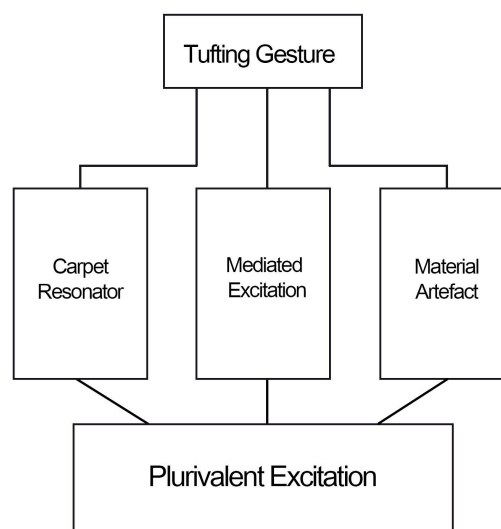 Tufting Gesture
Carpet
Resonator
Mediated
Excitation
Material
Artefact
Plurivalent Excitation